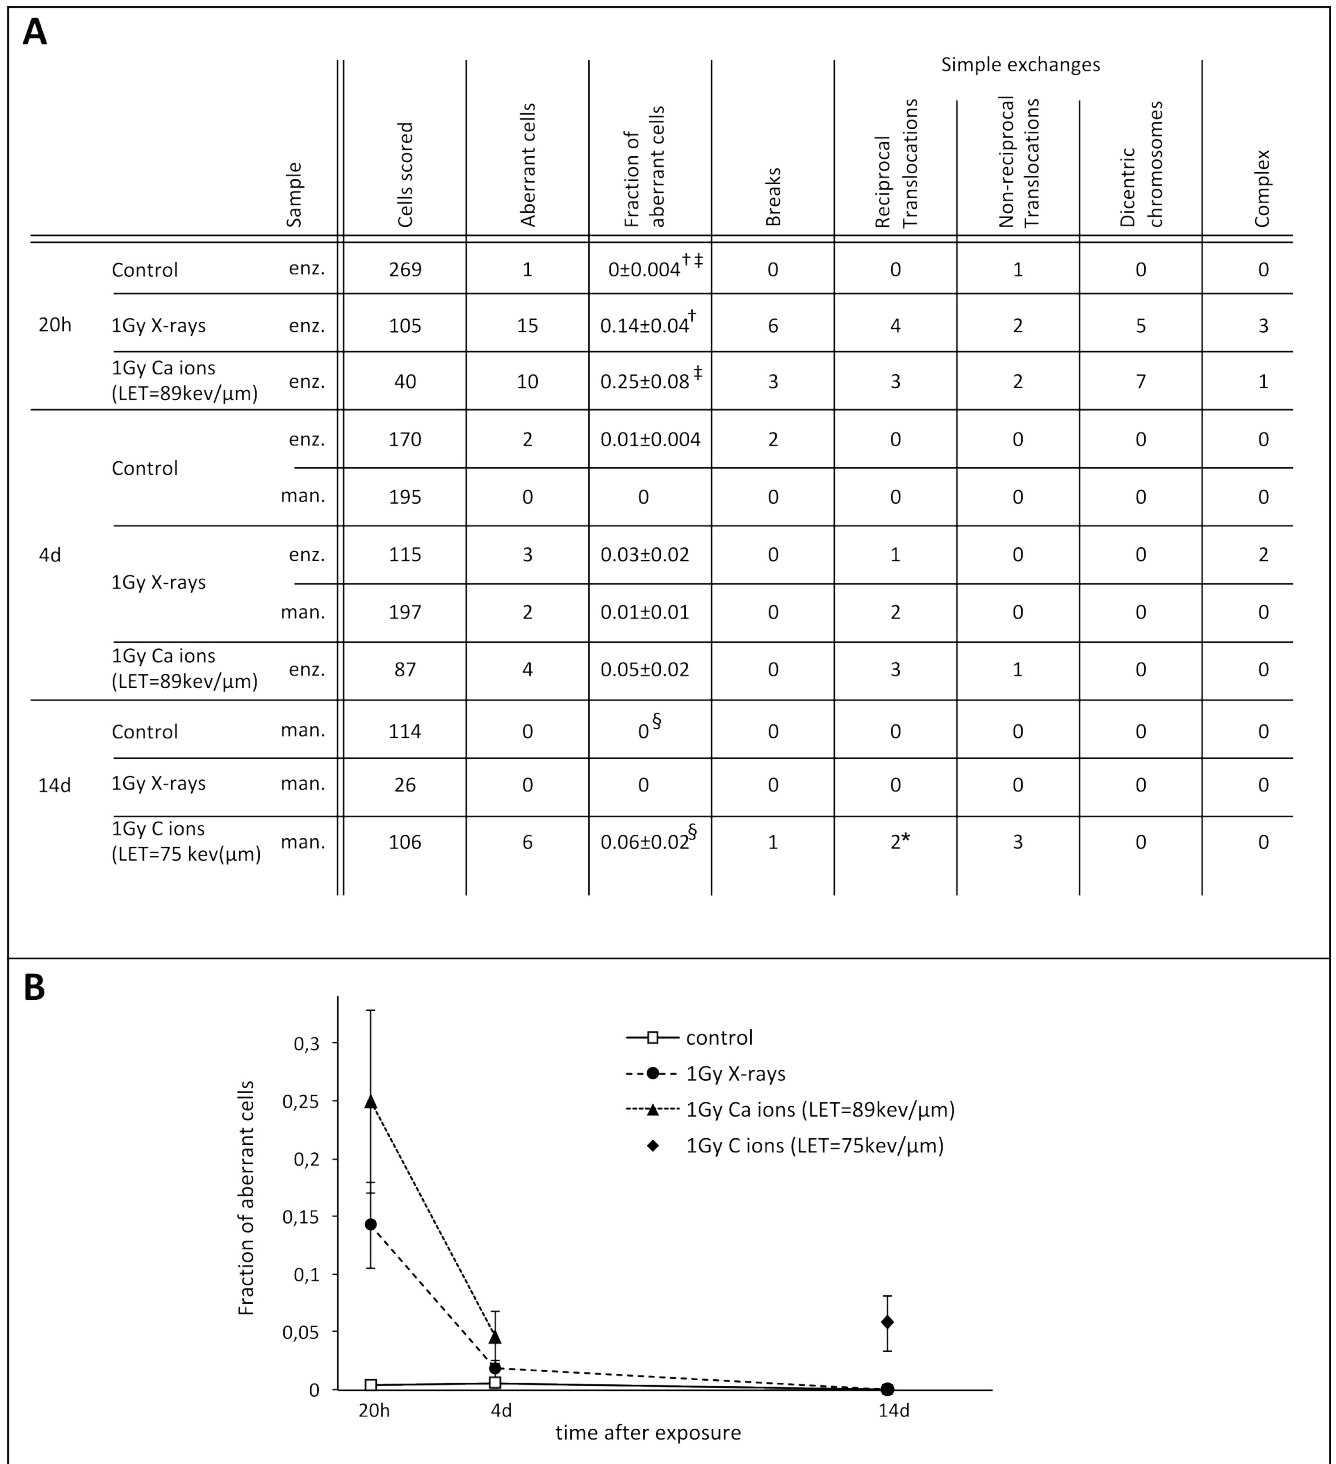 A
Simple exchanges
Sample
Cells scored
Aberrant cells
Fraction of
aberrant cells
Breaks
Reciprocal
Translocations
Non-reciprocal
Translocations
Dicentric
chromosomes
Complex
20h
Control enz. 269 1 0±0.004†‡ 0 0 1 0 0
1Gy X-rays enz. 105 15 0.14±0.04† 6 4 2 5 3
1Gy Ca ions
(LET=89kev/µm) enz. 40 10 0.25±0.08‡ 3 3 2 7 1
4d
Control
enz. 170 2 0.01±0.004 2 0 0 0 0
man. 195 0 0 0 0 0 0 0
1Gy X-rays
enz. 115 3 0.03±0.02 0 1 0 0 2
man. 197 2 0.01±0.01 0 2 0 0 0
1Gy Ca ions
(LET=89kev/µm) enz. 87 4 0.05±0.02 0 3 1 0 0
14d
Control man. 114 0 0§ 0 0 0 0 0
1Gy X-rays man. 26 0 0 0 0 0 0 0
1Gy C ions
(LET=75 kev(µm) man. 106 6 0.06±0.02§ 1 2* 3 0 0
B
Fraction of aberrant cells
0,3
0,25
0,2
0,15
0,1
0,05
0
control
1Gy X-rays
1Gy Ca ions (LET=89kev/µm)
1Gy C ions (LET=75kev/µm)
20h 4d 14d
time after exposure